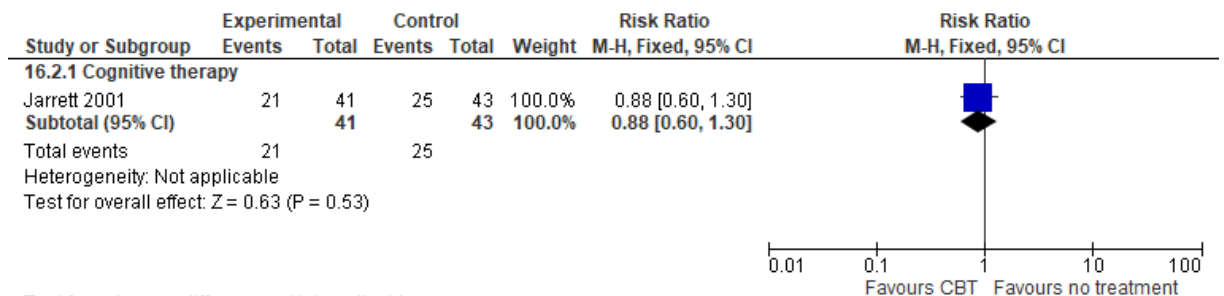 Experimental Control Risk Ratio Risk Ratio
Study or Subgroup Events Total Events Total Weight M-H, Fixed, 95% CI M-H, Fixed, 95% CI
16.2.1 Cognitive therapy
Jarrett 2001 21 41 25 43 100.0% 0.88 [0.60, 1.30]
Subtotal (95% CI) 41 43 100.0% 0.88 [0.60, 1.30]
Total events 21 25
Heterogeneity: Not applicable
Test for overall effect: Z = 0.63 (P = 0.53)
0.01 0.1 1 10 100
Favours CBT Favours no treatment